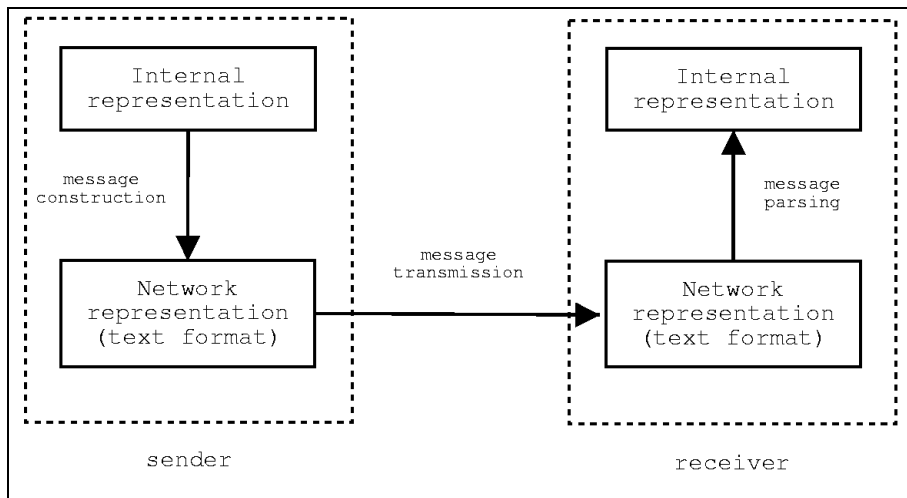 Internal
representation
message
construction
Network
representation
(text format)
sender
message
transmission
Internal
representation
message
parsing
Network
representation
(text format)
receiver